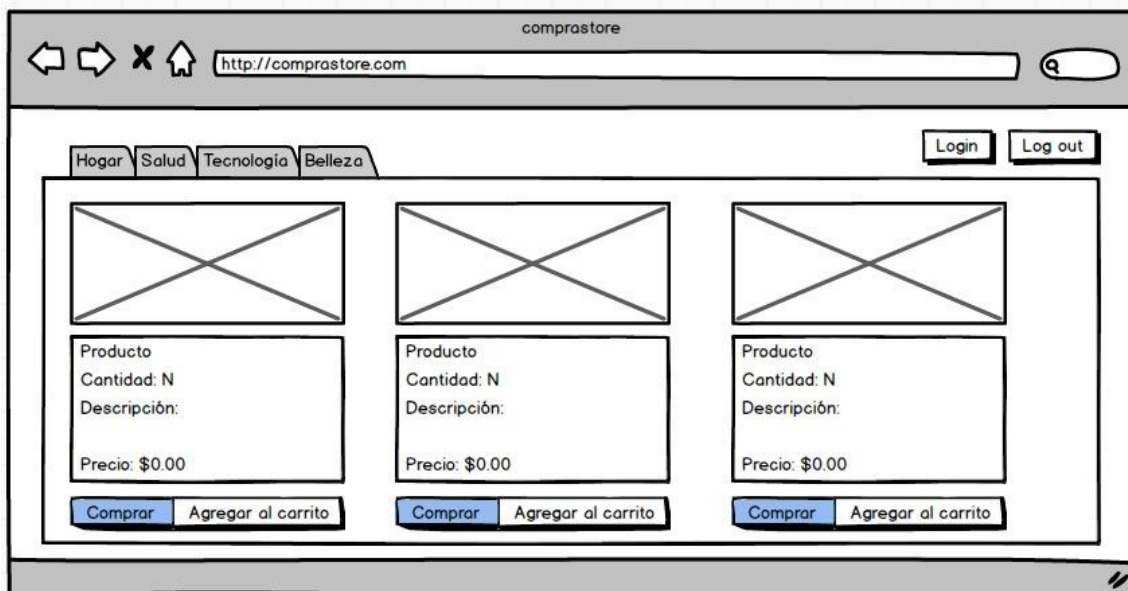 comprastore
http://comprastore.com
Login
Log out
Hogar
Salud
Tecnología
Belleza
Producto
Cantidad: N
Descripción:
Precio: $0.00
Comprar
Agregar al carrito
Producto
Cantidad: N
Descripción:
Precio: $0.00
Comprar
Agregar al carrito
Producto
Cantidad: N
Descripción:
Precio: $0.00
Comprar
Agregar al carrito